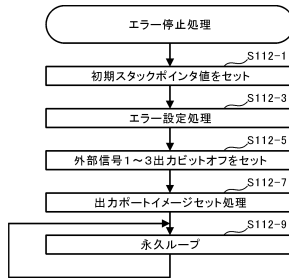 エラー停止処理
S112-1
初期スタックポインタ値をセット
S112-3
エラー設定処理
S112-5
外部信号1～3出力ビットオフをセット
S112-7
出力ポートイメージセット処理
S112-9
永久ループ